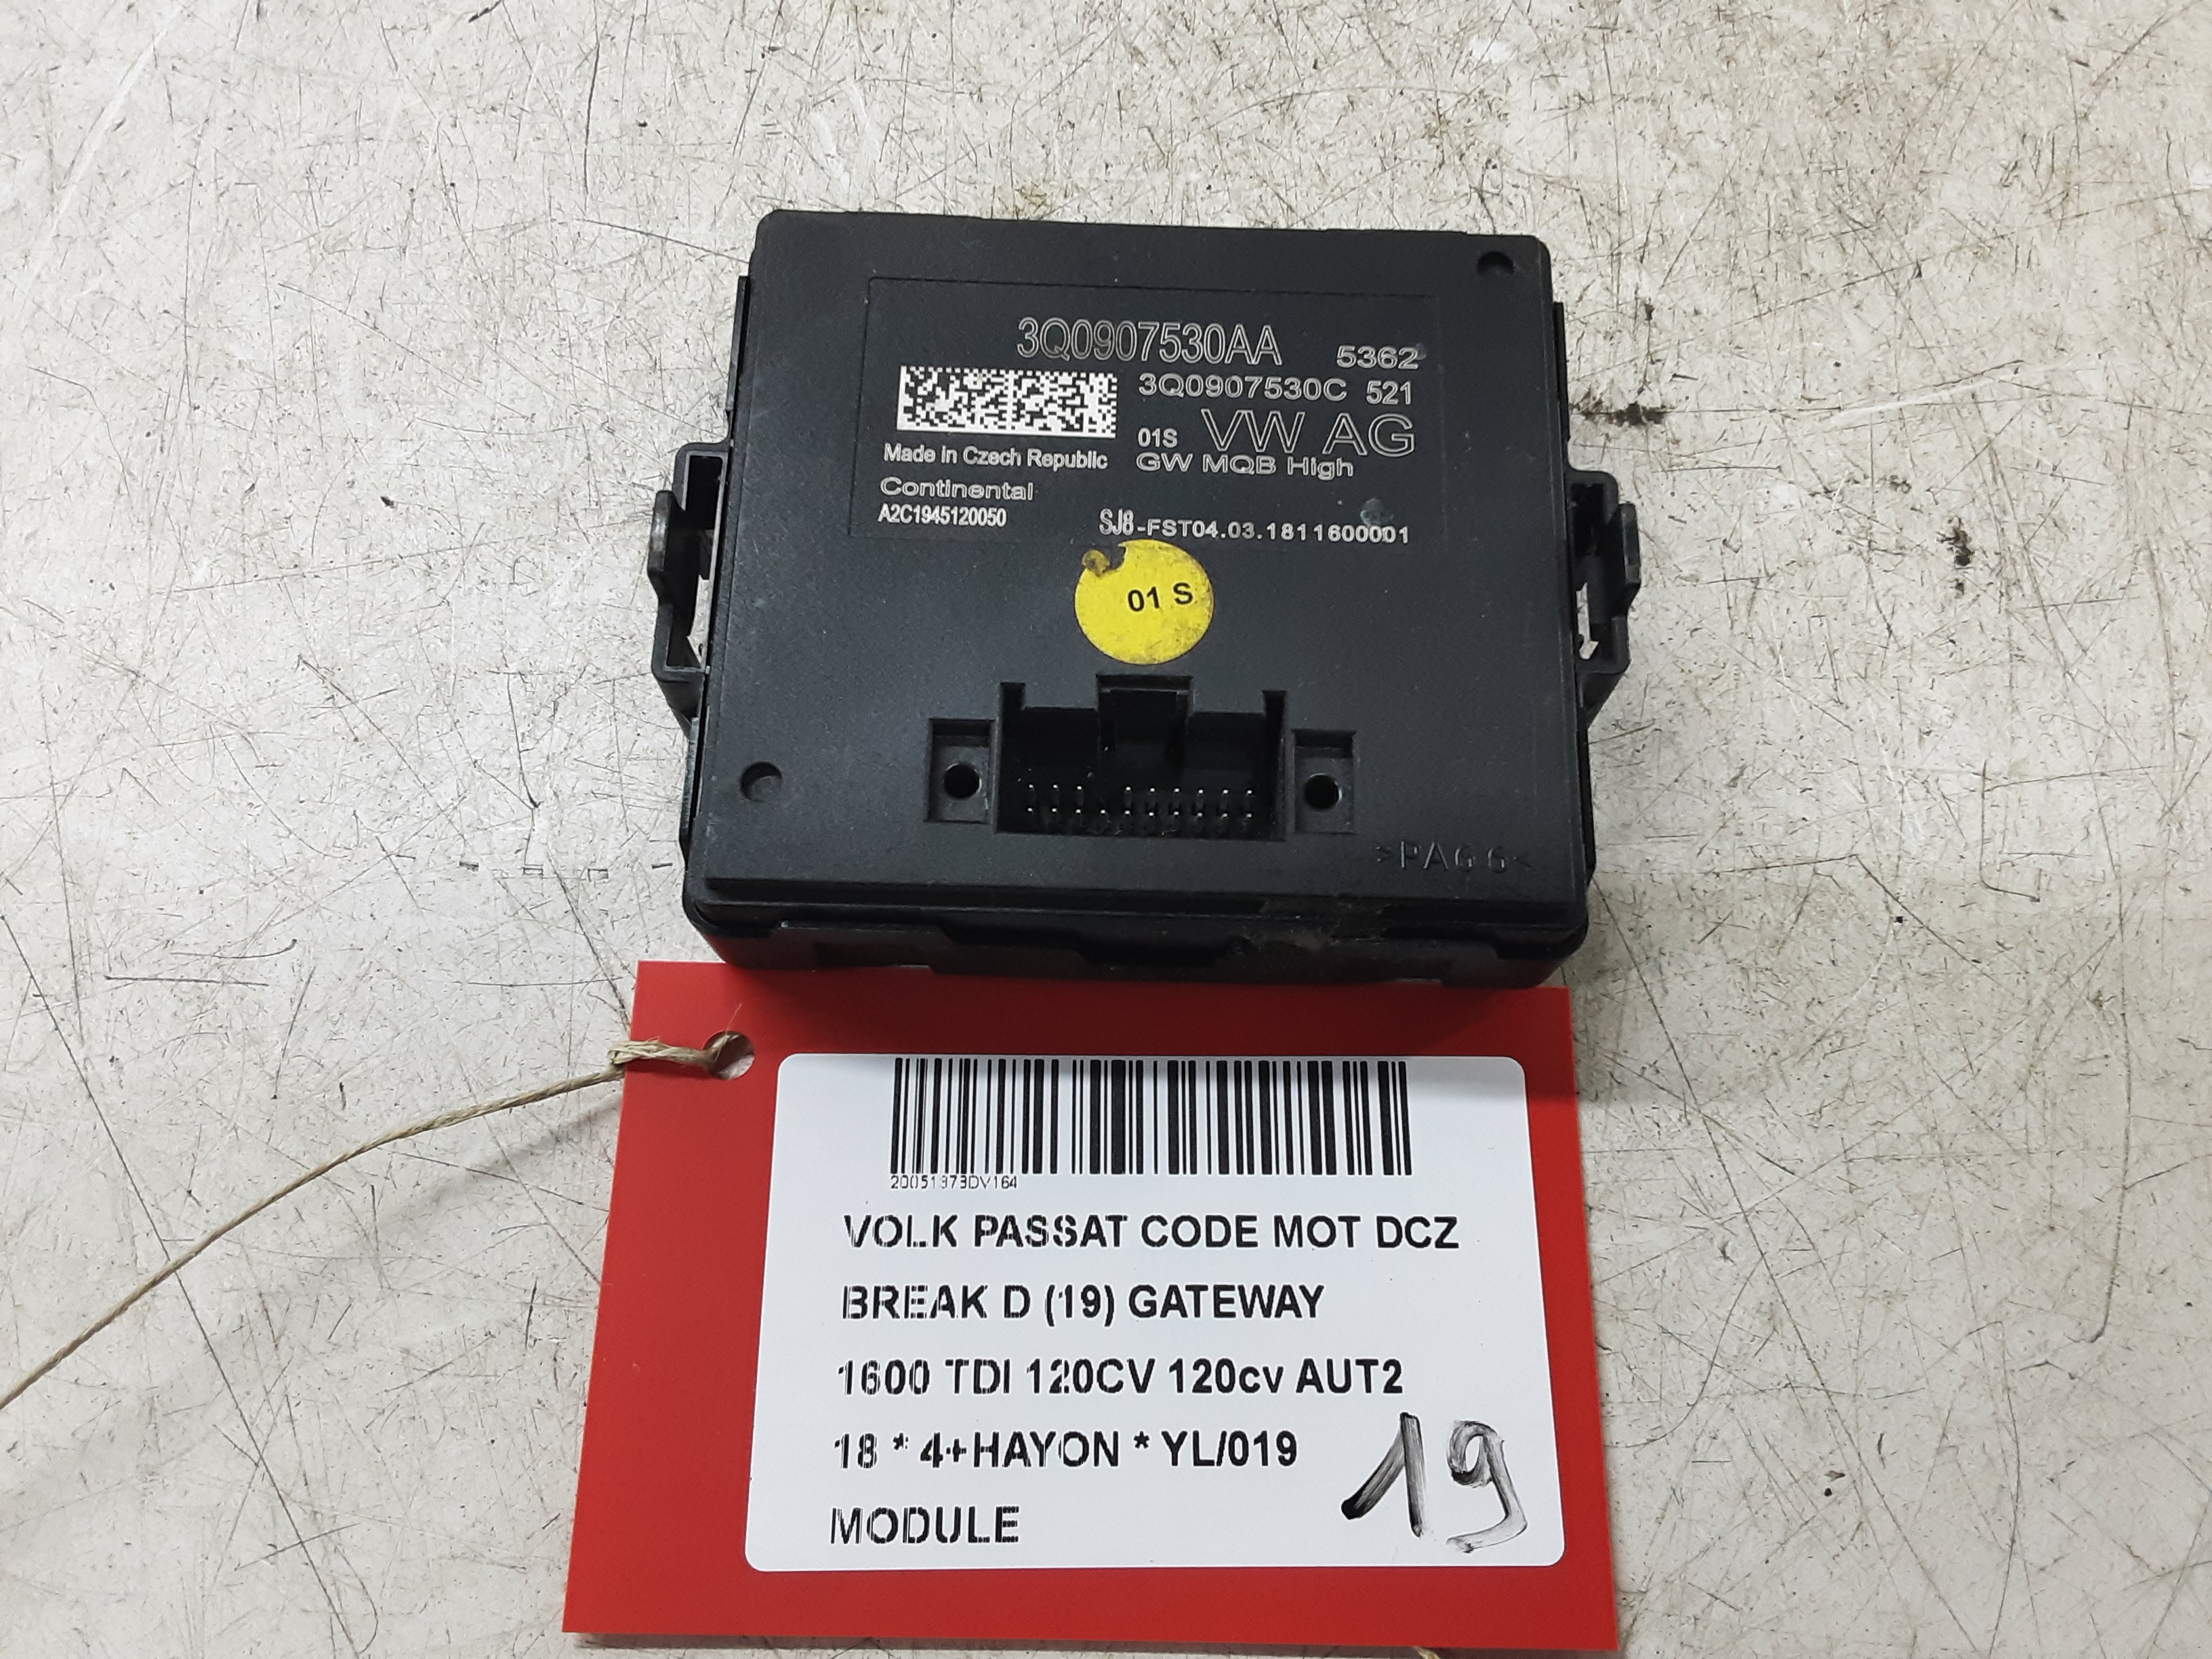 3Q0907530AA 5362
3Q0907530C 521
01S VW AG
Made in Czech Republic GW MQB High
Continental
A2C1945120050 SJ8-FST04.03.1811600001
01 S
>PA66<
20051973DV164
VOLK PASSAT CODE MOT DCZ
BREAK D (19) GATEWAY
1600 TDI 120CV 120cv AUT2
18 * 4+HAYON * YL/019
MODULE
19